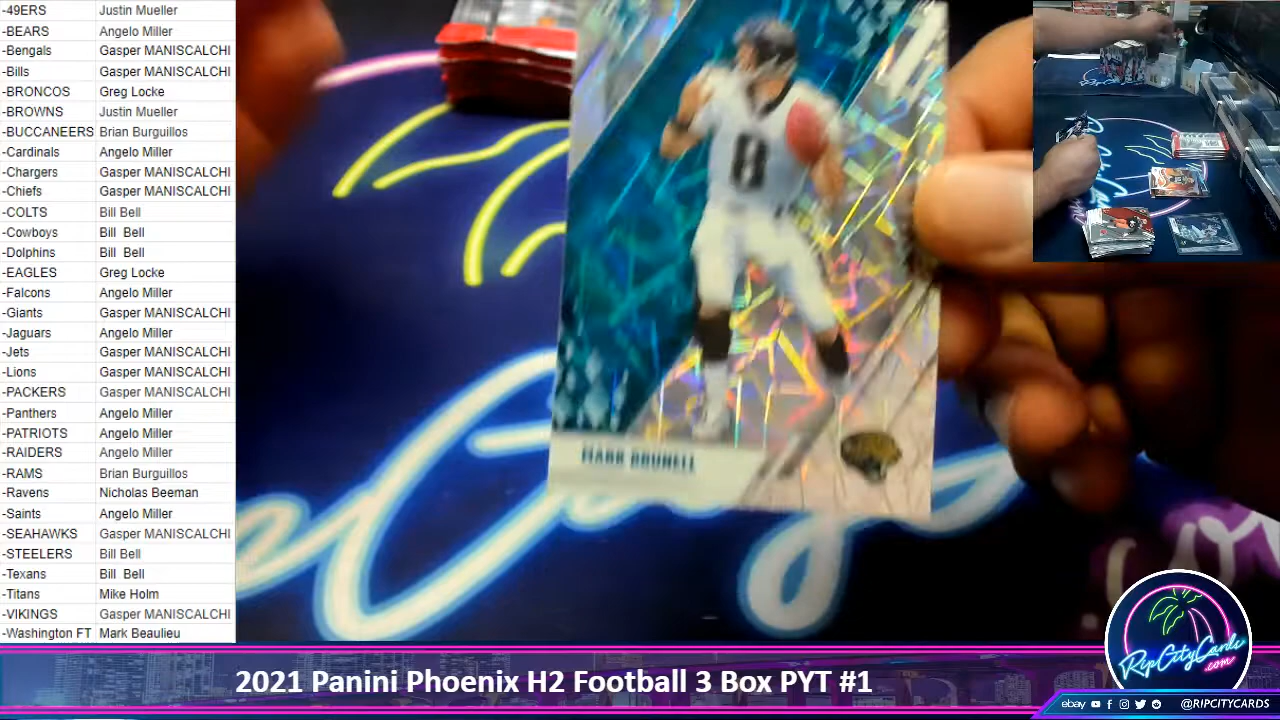 -49ERS Justin Mueller
-BEARS Angelo Miller
-Bengals Gasper MANISCALCHI
-Bills Gasper MANISCALCHI
-BRONCOS Greg Locke
-BROWNS Justin Mueller
-BUCCANEERS Brian Burguillos
-Cardinals Angelo Miller
-Chargers Gasper MANISCALCHI
-Chiefs Gasper MANISCALCHI
-COLTS Bill Bell
-Cowboys Bill Bell
-Dolphins Bill Bell
-EAGLES Greg Locke
-Falcons Angelo Miller
-Giants Gasper MANISCALCHI
-Jaguars Angelo Miller
-Jets Gasper MANISCALCHI
-Lions Gasper MANISCALCHI
-PACKERS Gasper MANISCALCHI
-Panthers Angelo Miller
-PATRIOTS Angelo Miller
-RAIDERS Angelo Miller
-RAMS Brian Burguillos
-Ravens Nicholas Beeman
-Saints Angelo Miller
-SEAHAWKS Gasper MANISCALCHI
-STEELERS Bill Bell
-Texans Bill Bell
-Titans Mike Holm
-VIKINGS Gasper MANISCALCHI
-Washington FT Mark Beaulieu
8
MARK BRUNELL
RipCityCards
.com
2021 Panini Phoenix H2 Football 3 Box PYT #1
ebay @RIPCITYCARDS